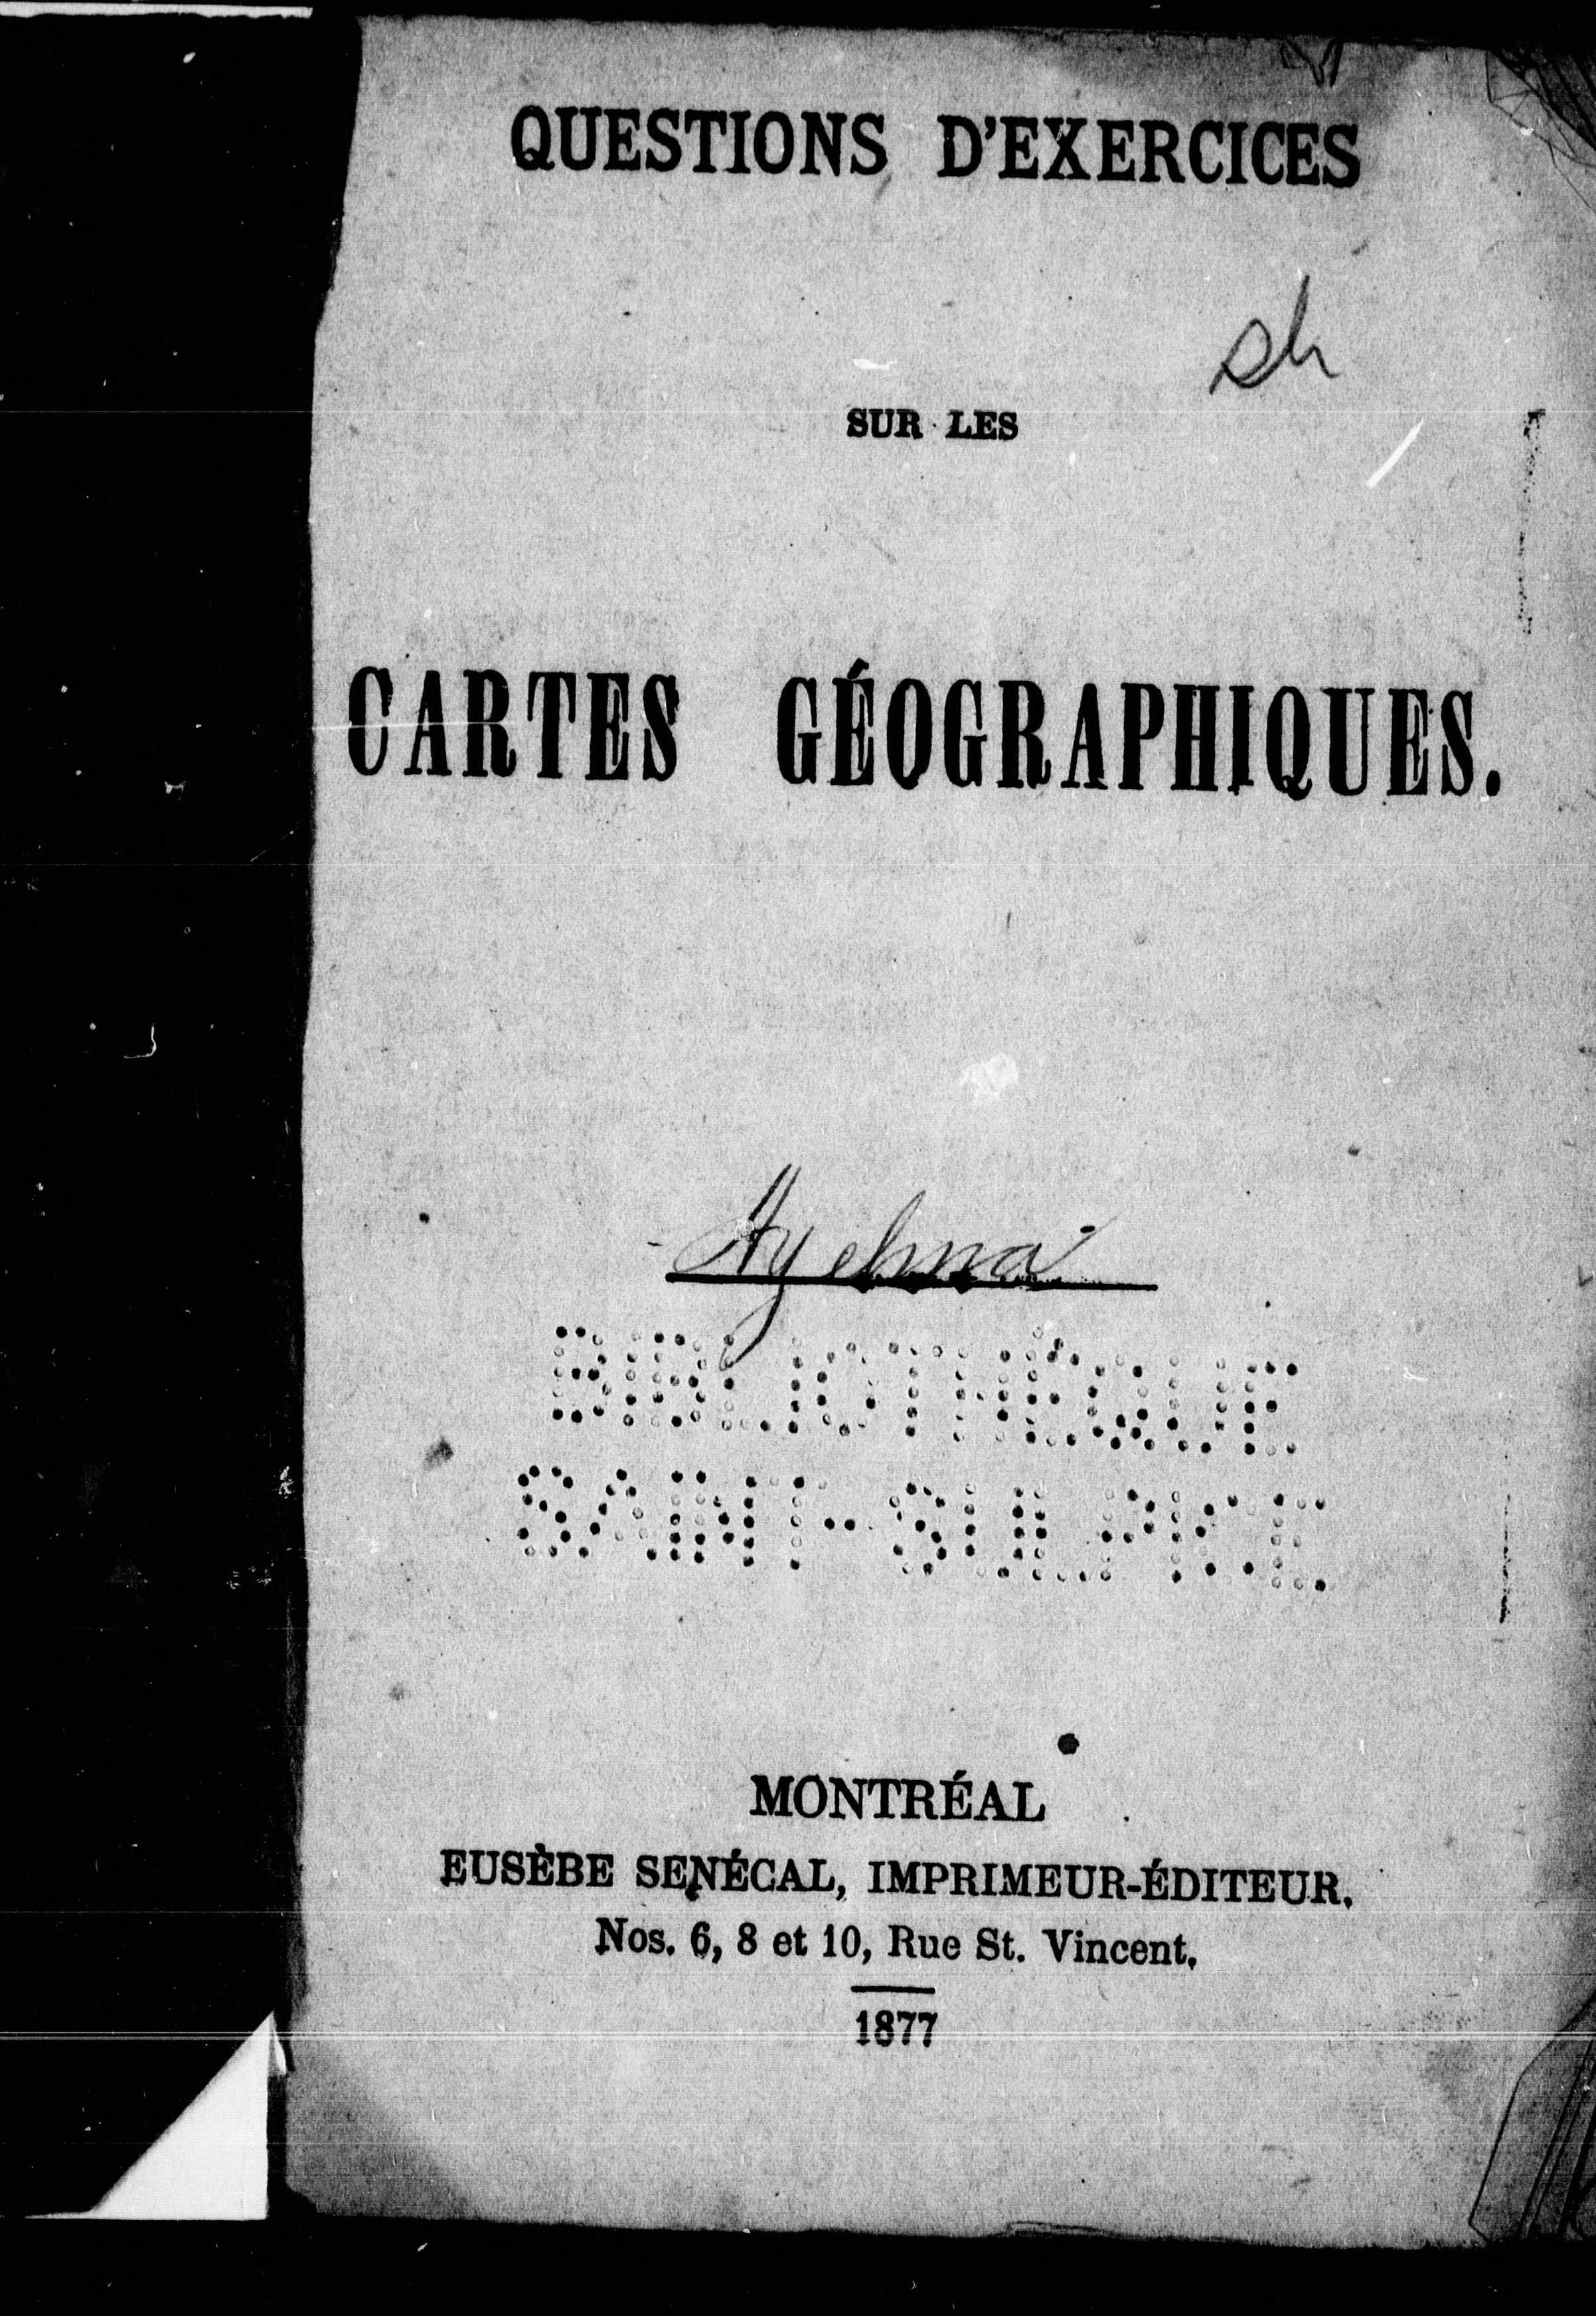 QUESTIONS D'EXERCICES
SUR LES
CARTES GÉOGRAPHIQUES.
BIBLIOTHÈQUE
SAINT-SULPICE
MONTRÉAL
EUSÈBE SENÉCAL, IMPRIMEUR-ÉDITEUR,
Nos. 6, 8 et 10, Rue St. Vincent,
1877